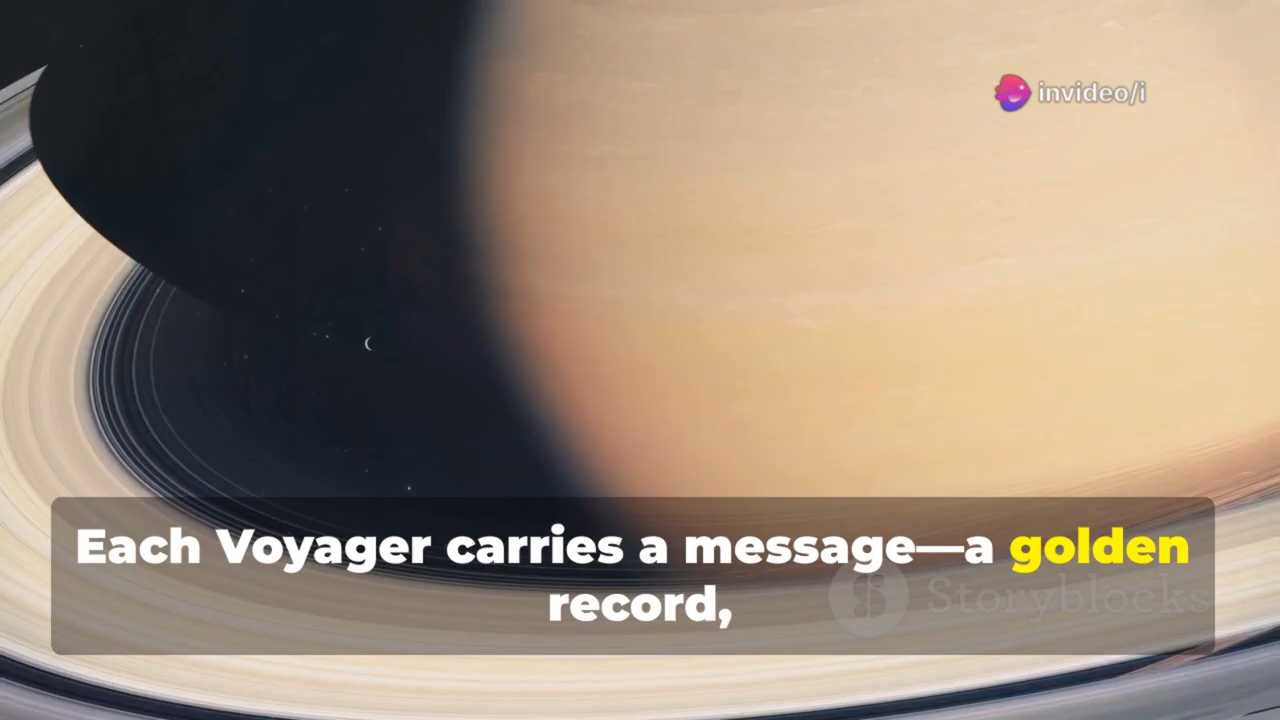 invideo/i
Each Voyager carries a message—a golden
record,
Storyblocks